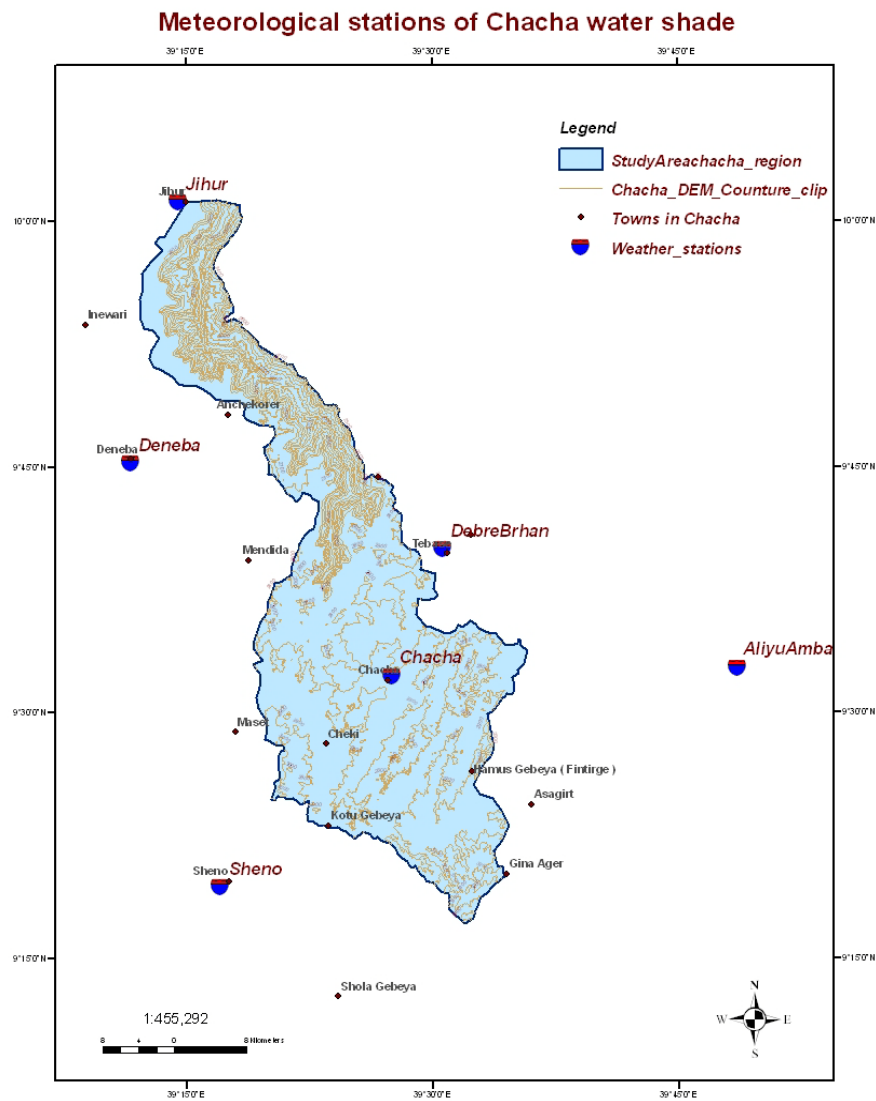 Meteorological stations of Chacha water shade
39°15'0"E 39°30'0"E 39°45'0"E
Legend
StudyAreachacha_region
Chacha_DEM_Counture_clip
Towns in Chacha
Weather_stations
Jihur Jihur
10°0'0"N 10°0'0"N
Inewari
Anchekorer
Deneba Deneba
9°45'0"N 9°45'0"N
DebreBrhan
Mendida
AliyuAmba
Chacha
9°30'0"N 9°30'0"N
Maset
Cheki
Hamus Gebeya ( Fintirge )
Asagirt
Kotu Gebeya
Gina Ager
Sheno Sheno
9°15'0"N 9°15'0"N
Shola Gebeya
1:455,292
8 4 0 8 Kilometers
N
W E
S
39°15'0"E 39°30'0"E 39°45'0"E